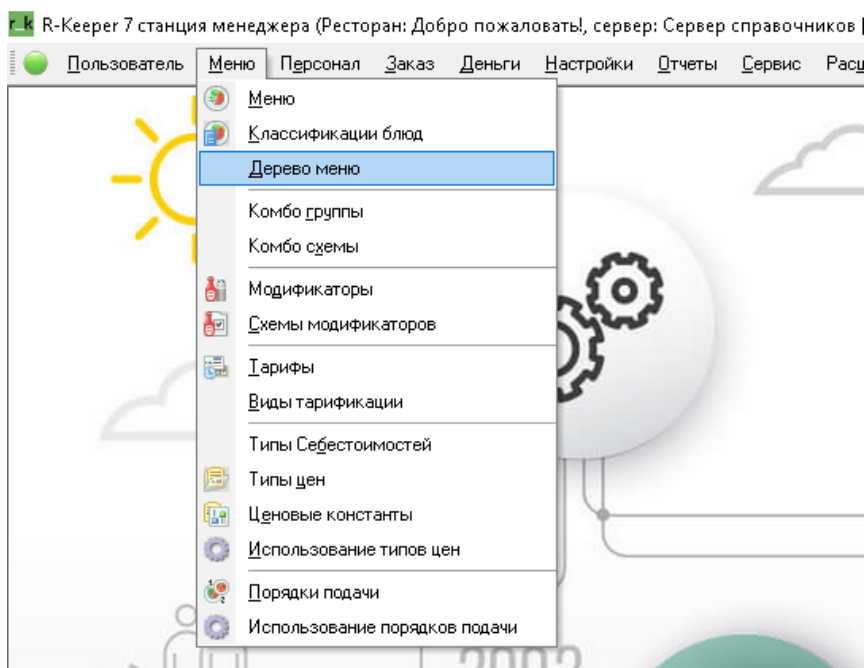 r_k R-Keeper 7 станция менеджера (Ресторан: Добро пожаловать!, сервер: Сервер справочников [
Пользователь Меню Персонал Заказ Деньги Настройки Отчеты Сервис
Меню
Классификации блюд
Дерево меню
Комбо группы
Комбо схемы
Модификаторы
Схемы модификаторов
Тарифы
Виды тарификации
Типы Себестоимостей
Типы цен
Ценовые константы
Использование типов цен
Порядки подачи
Использование порядков подачи